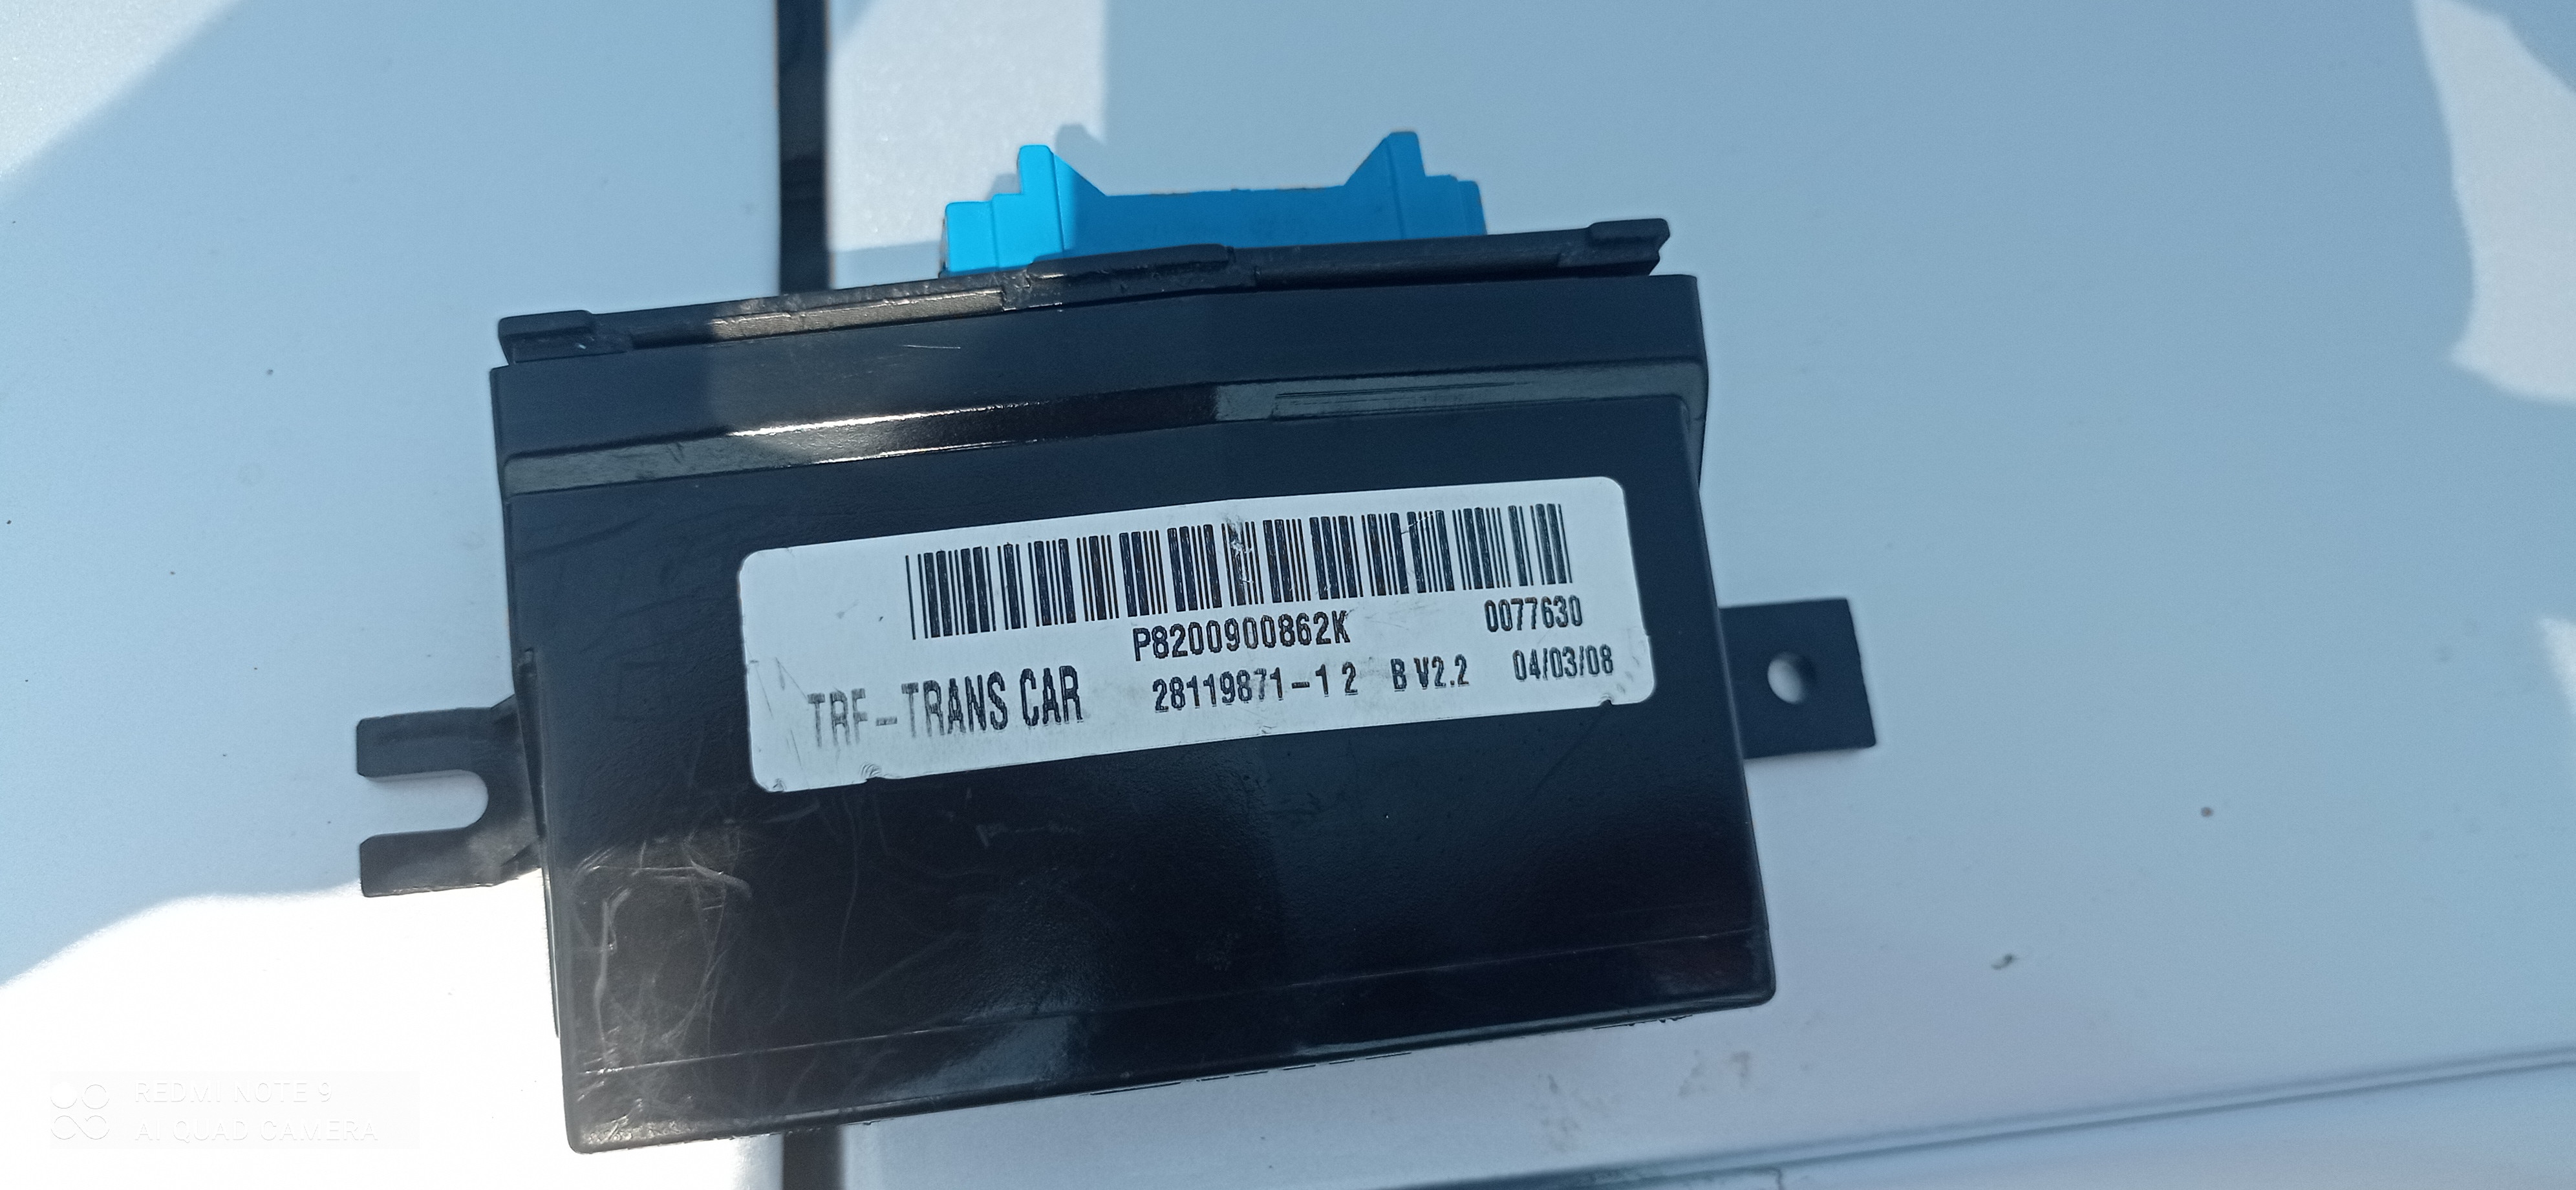 P8200900862K 0077630
TRF-TRANS CAR 28119871-1 2 B V2.2 04/03/08
REDMI NOTE 9
AI QUAD CAMERA